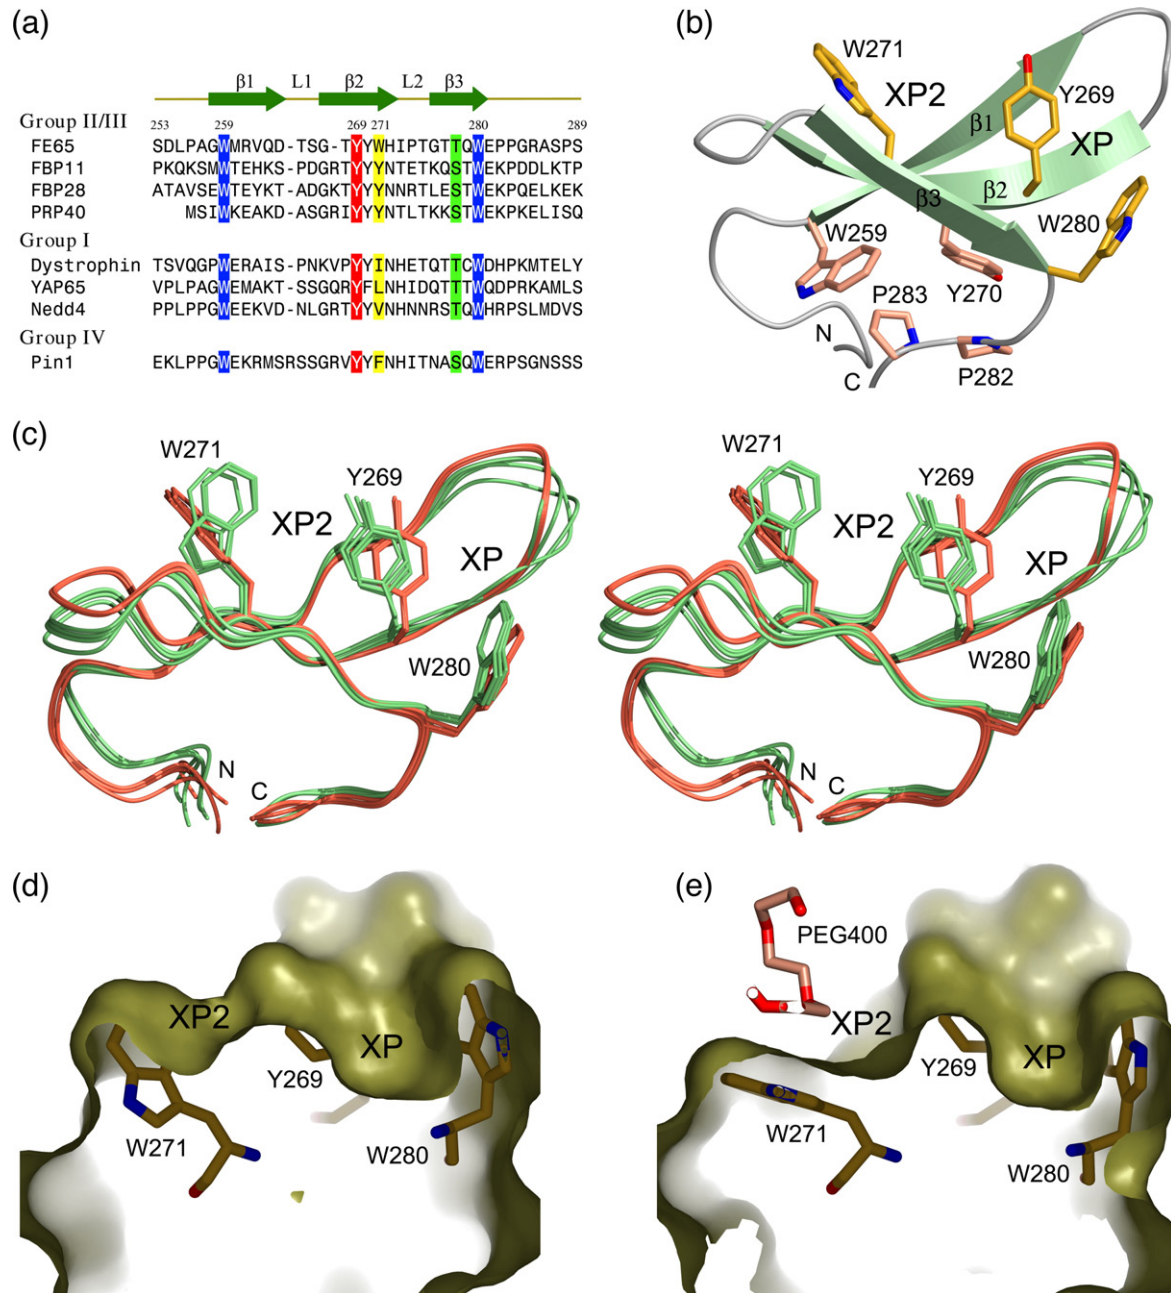 (a)
β1 L1 β2 L2 β3
Group II/III
253 259 269 271 280 289
FE65 SDLPAGWMRVQD-TSG-TYYWHIPTGTTQWEPPGRASPS
FBP11 PKQKSMWTEHKS-PDGRTYYYNTETKQSTWEKPDDLKTP
FBP28 ATAVSEWTEYKT-ADGKTYYYNNRTLESTWEKPQELKEK
PRP40 MSIWKEAKD-ASGRIYYYNTLTKKSTWEKPKELISQ
Group I
Dystrophin TSVQGPWERAIS-PNKVPYYINHETQTTCWDHPKMTELY
YAP65 VPLPAGWEMAKT-SSGQRYFLNHIDQTTTWQDPRKAMLS
Nedd4 PPLPPGWEEKVD-NLGRTYYVNHNNRSTQWHRPSLMDVS
Group IV
Pin1 EKLPPGWEKRMSRSSGRVYYFNHITNASQWERPSGNSSS
(b)
W271
XP2
Y269
β1
XP
β2
β3
W280
W259
Y270
P283
N
C
P282
(c)
W271
Y269
XP2
XP
W280
N
C
W271
Y269
XP2
XP
W280
N
C
(d)
XP2
XP
Y269
W271
W280
(e)
PEG400
XP2
XP
Y269
W271
W280